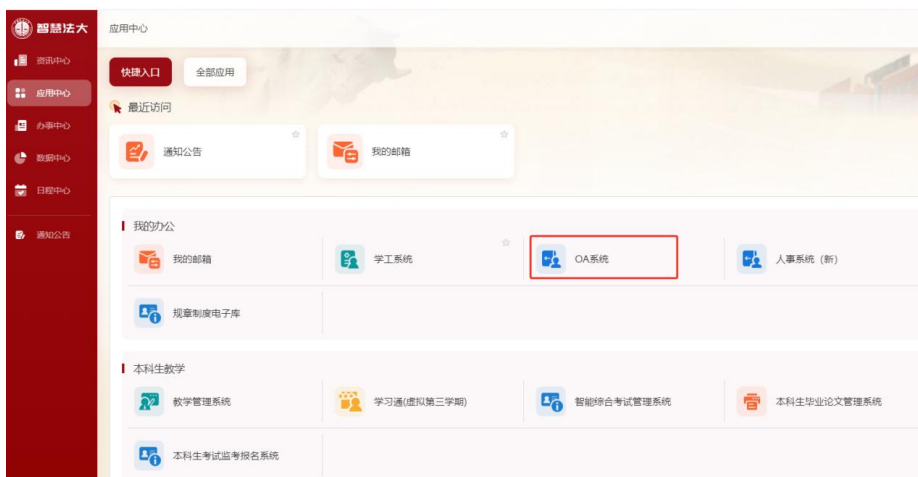 智慧法大
应用中心
资讯中心
应用中心
办事中心
数据中心
日程中心
通知公告
快捷入口
全部应用
最近访问
通知公告
我的邮箱
我的办公
我的邮箱
学工系统
OA系统
人事系统（新）
规章制度电子库
本科生教学
教学管理系统
学习通(虚拟第三学期)
智能综合考试管理系统
本科生毕业论文管理系统
本科生考试监考报名系统